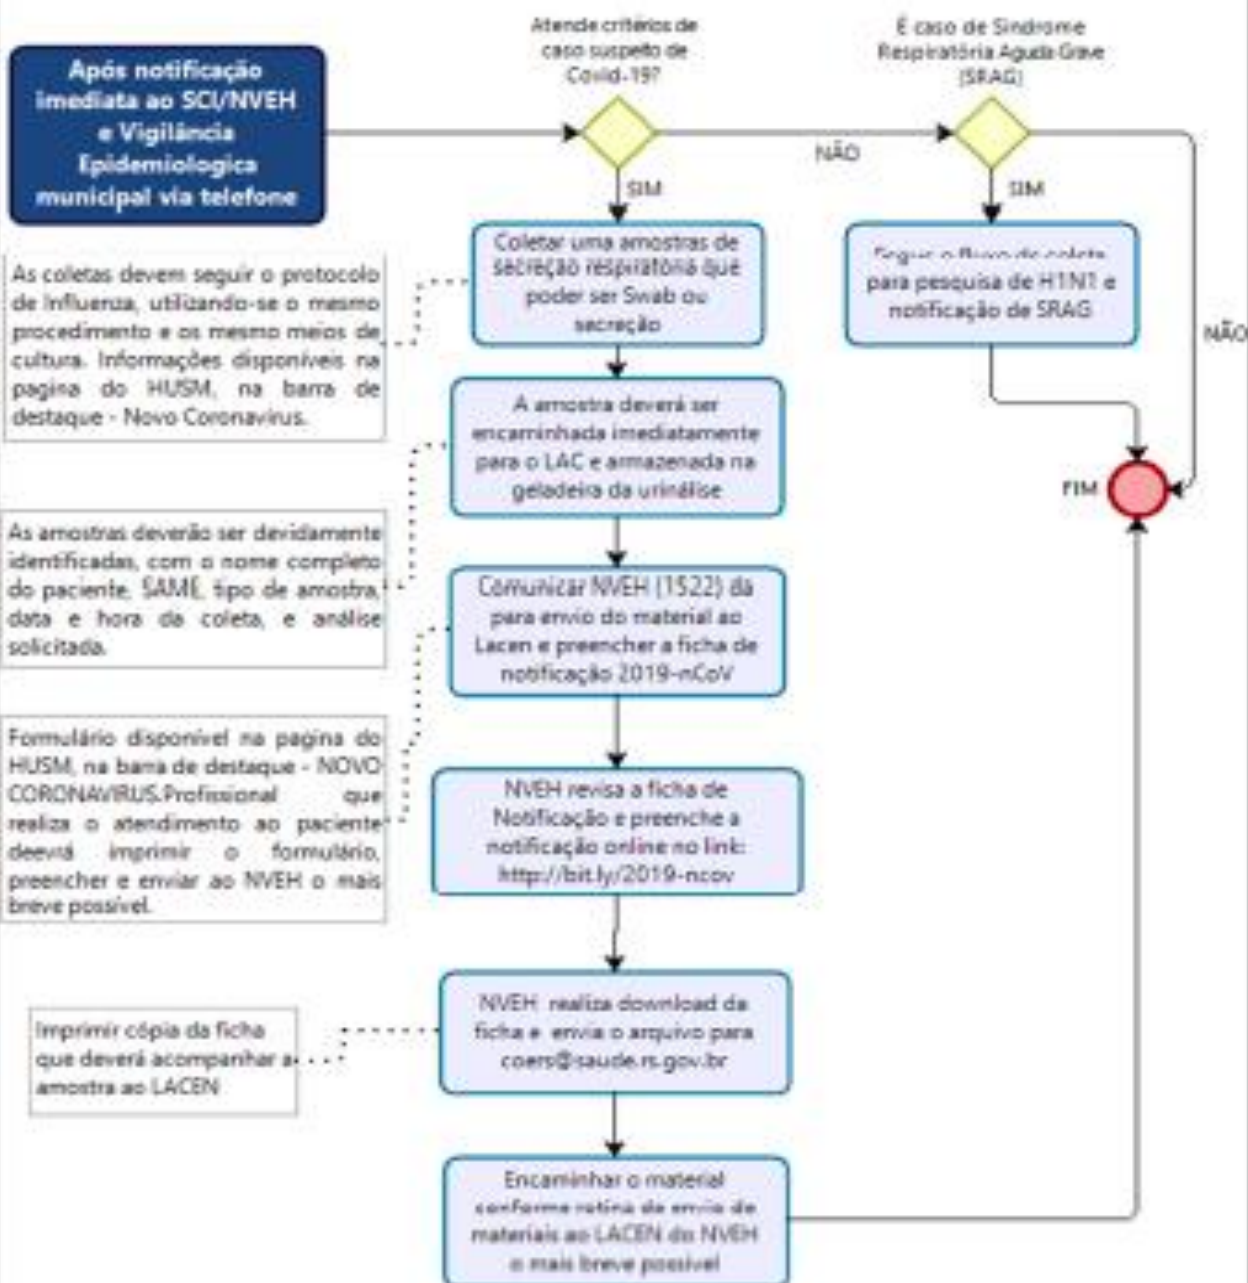 Após notificação
imediata ao SCI/NVEH
e Vigilância
Epidemiologica
municipal via telefone
Atende critérios de
caso suspeito de
Covid-19?
É caso de Sindrome
Respiratória Aguda Grave
(SRAG)
NÃO
SIM
SIM
NÃO
Coletar uma amostras de
secreção respiratória que
poder ser Swab ou
secreção
Segue o fluxo de coleta
para pesquisa de H1N1 e
notificação de SRAG
As coletas devem seguir o protocolo
de Influenza, utilizando-se o mesmo
procedimento e os mesmo meios de
cultura. Informações disponíveis na
pagina do HUSM, na barra de
destaque - Novo Coronavirus.
A amostra deverá ser
encaminhada imediatamente
para o LAC e armazenada na
geladeira da urinálise
FIM
As amostras deverão ser devidamente
identificadas, com o nome completo
do paciente, SAME, tipo de amostra,
data e hora da coleta, e análise
solicitada.
Comunicar NVEH (1522) da
para envio do material ao
Lacen e preencher a ficha de
notificação 2019-nCoV
Formulário disponível na pagina do
HUSM, na barra de destaque - NOVO
CORONAVIRUS.Profissional que
realiza o atendimento ao paciente
deevrá imprimir o formulário,
preencher e enviar ao NVEH o mais
breve possível.
NVEH revisa a ficha de
Notificação e preenche a
notificação online no link:
http://bit.ly/2019-ncov
NVEH realiza download da
ficha e envia o arquivo para
coers@saude.rs.gov.br
Imprimir cópia da ficha
que deverá acompanhar a
amostra ao LACEN
Encaminhar o material
conforme rotina de envio de
materiais ao LACEN do NVEH
o mais breve possível